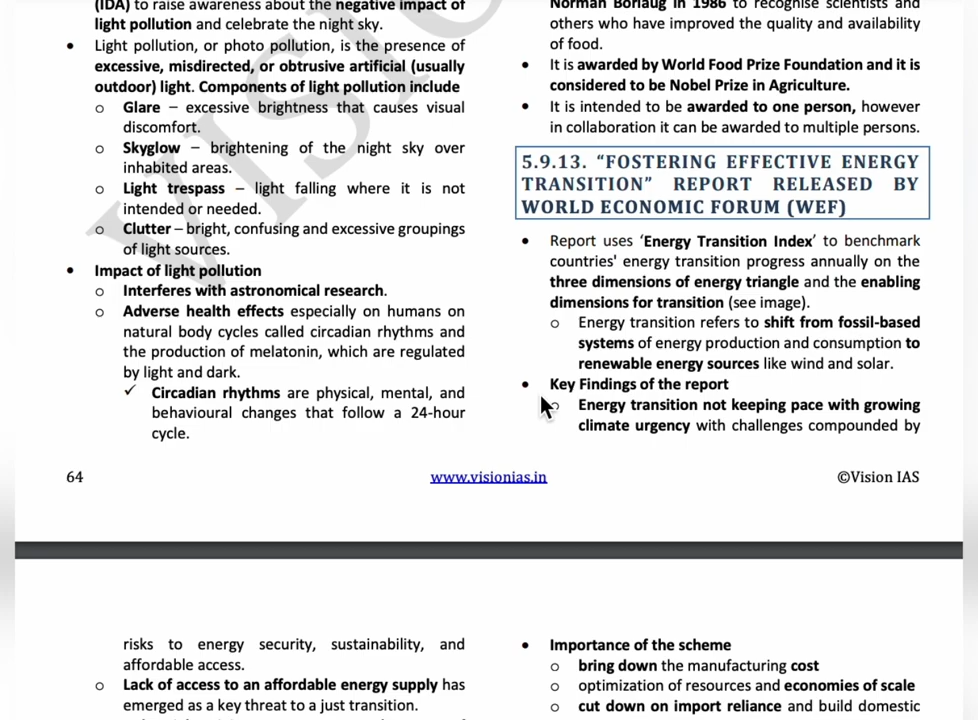 (IDA) to raise awareness about the negative impact of
light pollution and celebrate the night sky.
• Light pollution, or photo pollution, is the presence of
excessive, misdirected, or obtrusive artificial (usually
outdoor) light. Components of light pollution include
o Glare – excessive brightness that causes visual
discomfort.
o Skyglow – brightening of the night sky over
inhabited areas.
o Light trespass – light falling where it is not
intended or needed.
o Clutter – bright, confusing and excessive groupings
of light sources.
• Impact of light pollution
o Interferes with astronomical research.
o Adverse health effects especially on humans on
natural body cycles called circadian rhythms and
the production of melatonin, which are regulated
by light and dark.
✓ Circadian rhythms are physical, mental, and
behavioural changes that follow a 24-hour
cycle.
Norman Borlaug in 1986 to recognise scientists and
others who have improved the quality and availability
of food.
• It is awarded by World Food Prize Foundation and it is
considered to be Nobel Prize in Agriculture.
• It is intended to be awarded to one person, however
in collaboration it can be awarded to multiple persons.
5.9.13. “FOSTERING EFFECTIVE ENERGY
TRANSITION” REPORT RELEASED BY
WORLD ECONOMIC FORUM (WEF)
• Report uses ‘Energy Transition Index’ to benchmark
countries' energy transition progress annually on the
three dimensions of energy triangle and the enabling
dimensions for transition (see image).
o Energy transition refers to shift from fossil-based
systems of energy production and consumption to
renewable energy sources like wind and solar.
• Key Findings of the report
o Energy transition not keeping pace with growing
climate urgency with challenges compounded by
64 www.visionias.in ©Vision IAS
risks to energy security, sustainability, and
affordable access.
o Lack of access to an affordable energy supply has
emerged as a key threat to a just transition.
• Importance of the scheme
o bring down the manufacturing cost
o optimization of resources and economies of scale
o cut down on import reliance and build domestic
VISIO